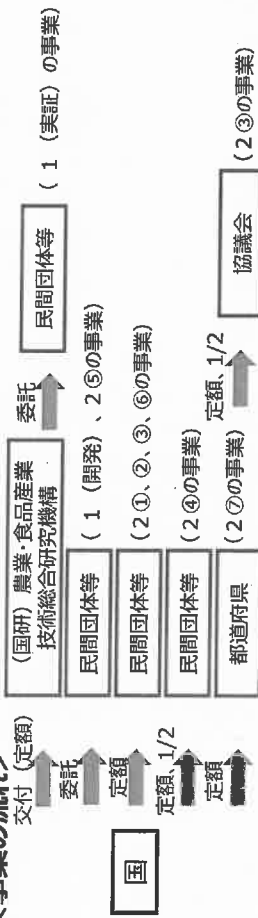 ＜事業の流れ＞
国
交付（定額）
（国研）農業・食品産業
技術総合研究機構
委託
民間団体等
（1（実証）の事業）
委託
民間団体等
（1（開発）、2⑤の事業）
定額
民間団体等
（2①、②、③、⑥の事業）
定額、1/2
民間団体等
（2④の事業）
定額
都道府県
（2⑦の事業）
定額、1/2
協議会
（2③の事業）